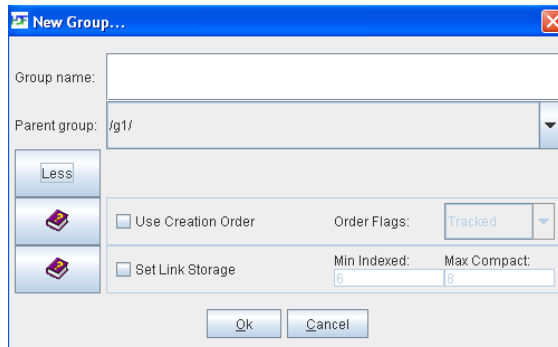 New Group...
Group name:
Parent group: /g1/
Less
Use Creation Order Order Flags: Tracked
Set Link Storage Min Indexed: Max Compact:
6 8
Ok Cancel